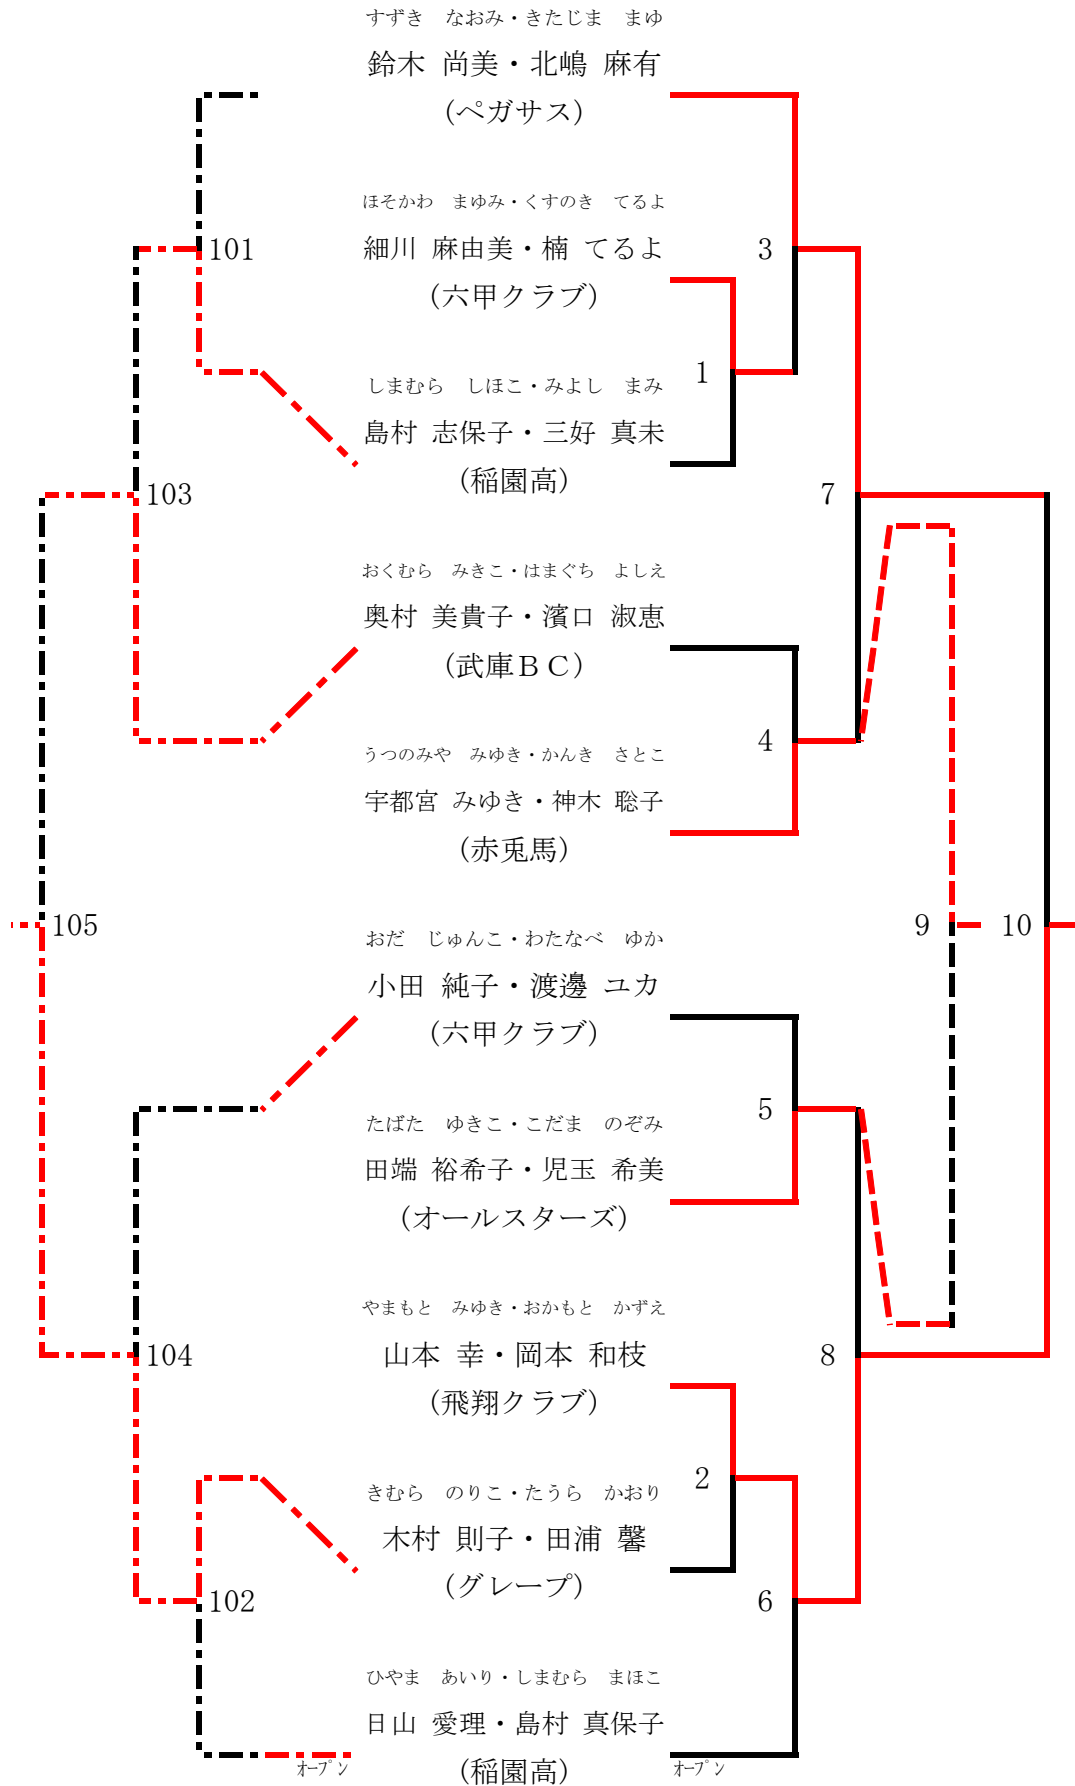 すずき　なおみ・きたじま　まゆ
鈴木 尚美・北嶋 麻有
(ペガサス)
ほそかわ　まゆみ・くすのき　てるよ
101
細川 麻由美・楠 てるよ
3
(六甲クラブ)
1
しまむら　しほこ・みよし　まみ
島村 志保子・三好 真未
(稲園高)
103
7
おくむら　みきこ・はまぐち　よしえ
奥村 美貴子・濱口 淑恵
(武庫ＢＣ)
4
うつのみや　みゆき・かんき　さとこ
宇都宮 みゆき・神木 聡子
(赤兎馬)
105
9
10
おだ　じゅんこ・わたなべ　ゆか
小田 純子・渡邊 ユカ
(六甲クラブ)
5
たばた　ゆきこ・こだま　のぞみ
田端 裕希子・児玉 希美
(オールスターズ)
やまもと　みゆき・おかもと　かずえ
104
山本 幸・岡本 和枝
8
(飛翔クラブ)
2
きむら　のりこ・たうら　かおり
木村 則子・田浦 馨
(グレープ)
102
6
ひやま　あいり・しまむら　まほこ
日山 愛理・島村 真保子
(稲園高)
ｵｰﾌﾟﾝ
ｵｰﾌﾟﾝ